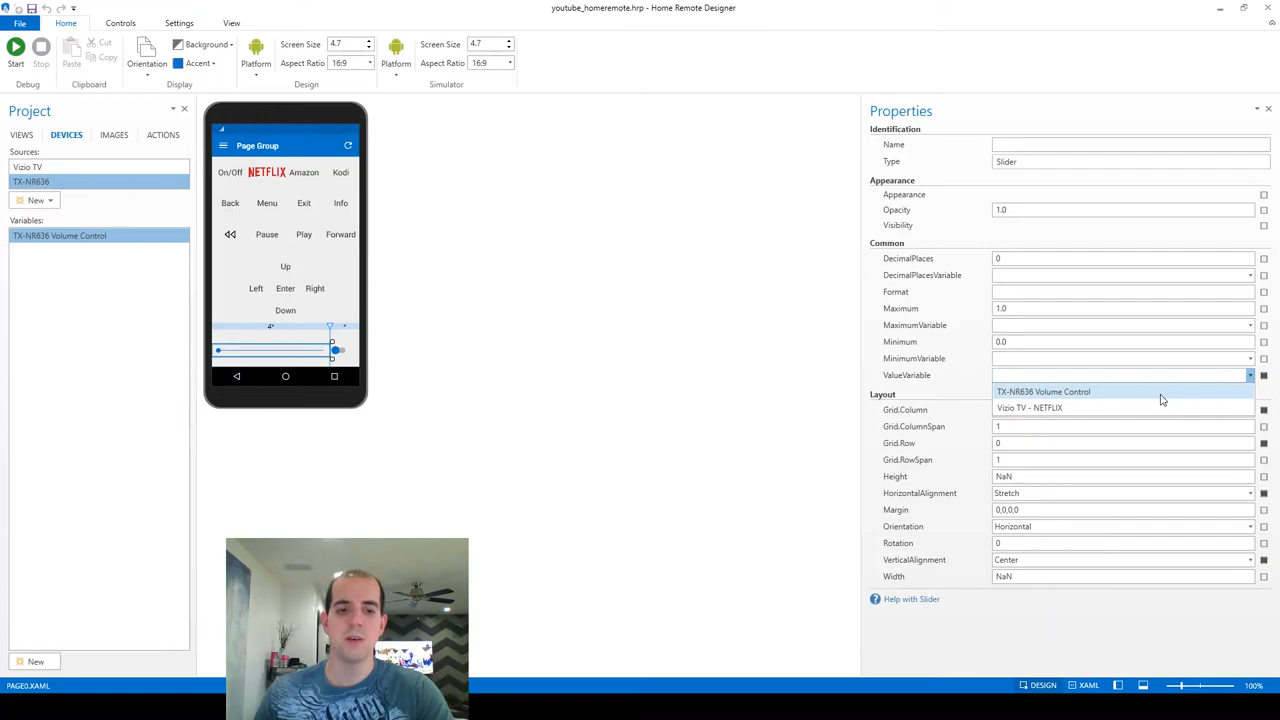 youtube_homeremote.hrp - Home Remote Designer
File Home Controls Settings View
Start Stop Paste Cut Copy Orientation Background Accent Platform Screen Size 4.7 Aspect Ratio 16:9 Platform Screen Size 4.7 Aspect Ratio 16:9
Debug Clipboard Display Design Simulator
Project
VIEWS DEVICES IMAGES ACTIONS
Sources:
Vizio TV
TX-NR636
New
Variables:
TX-NR636 Volume Control
New
Page Group
On/Off NETFLIX Amazon Kodi
Back Menu Exit Info
Pause Play Forward
Up
Left Enter Right
Down
4* *
Properties
Identification
Name
Type Slider
Appearance
Appearance
Opacity 1.0
Visibility
Common
DecimalPlaces 0
DecimalPlacesVariable
Format
Maximum 1.0
MaximumVariable
Minimum 0.0
MinimumVariable
ValueVariable
TX-NR636 Volume Control
Vizio TV - NETFLIX
Layout
Grid.Column
Grid.ColumnSpan 1
Grid.Row 0
Grid.RowSpan 1
Height NaN
HorizontalAlignment Stretch
Margin 0,0,0,0
Orientation Horizontal
Rotation 0
VerticalAlignment Center
Width NaN
Help with Slider
PAGE0.XAML DESIGN XAML 100%